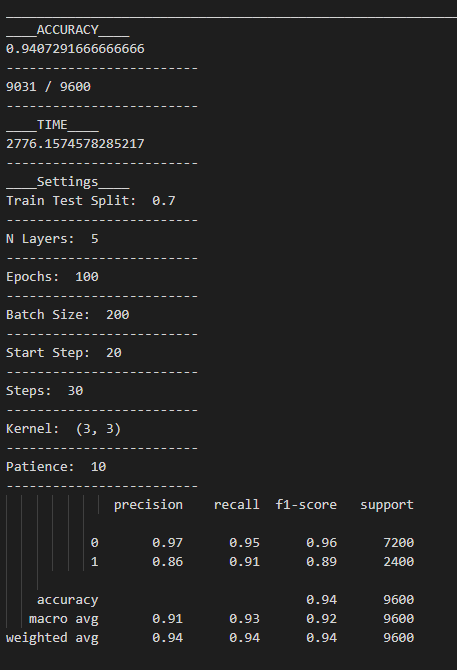 ____ACCURACY____
0.9407291666666666
-------------------------
9031 / 9600
-------------------------
____TIME____
2776.1574578285217
-------------------------
____Settings____
Train Test Split:  0.7
-------------------------
N Layers:  5
-------------------------
Epochs:  100
-------------------------
Batch Size:  200
-------------------------
Start Step:  20
-------------------------
Steps:  30
-------------------------
Kernel:  (3, 3)
-------------------------
Patience:  10
-------------------------
              precision    recall  f1-score   support

           0       0.97      0.95      0.96      7200
           1       0.86      0.91      0.89      2400

    accuracy                           0.94      9600
   macro avg       0.91      0.93      0.92      9600
weighted avg       0.94      0.94      0.94      9600